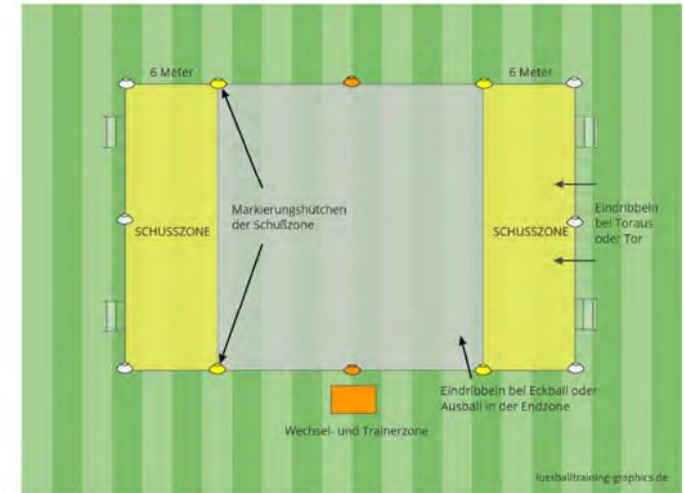 6 Meter
6 Meter
Markierungshütchen
der Schußzone
SCHUSSZONE
SCHUSSZONE
Eindribbeln
bei Toraus
oder Tor
Eindribbeln bei Eckball oder
Ausball in der Endzone
Wechsel- und Trainerzone
fussballtraining-graphics.de